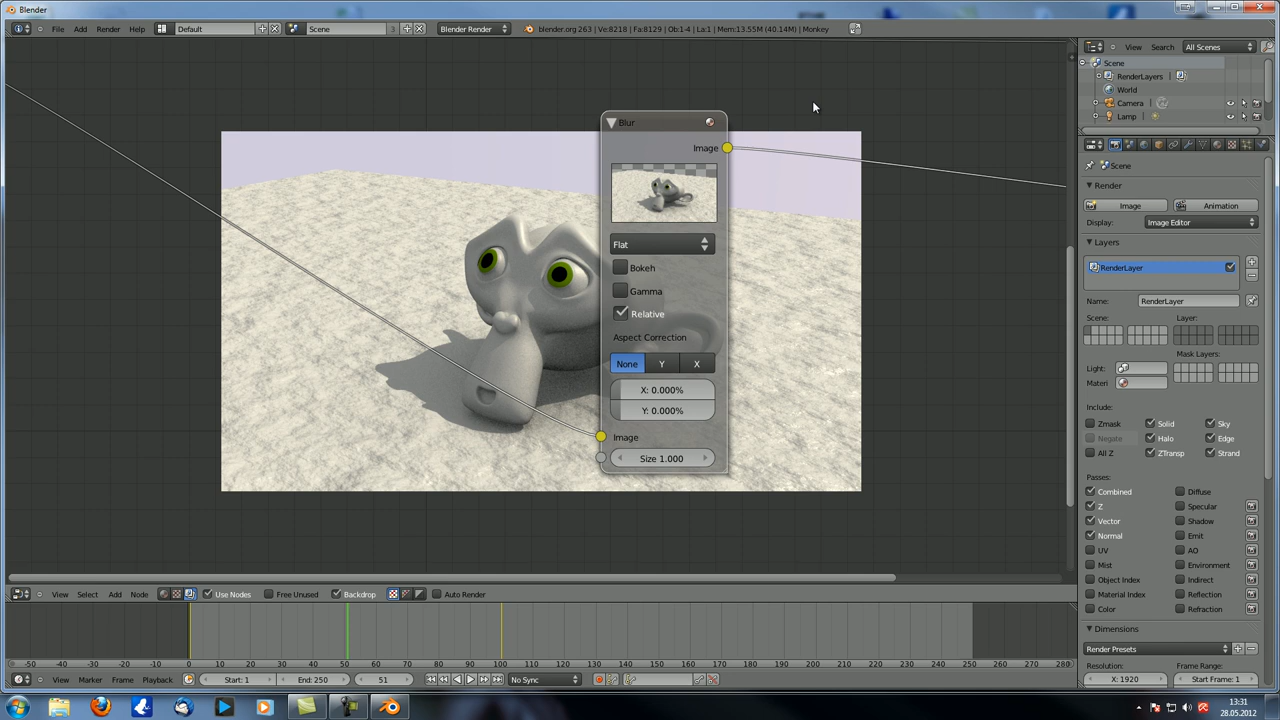 Blender
File Add Render Help Default Scene 3 Blender Render blender.org 263 | Ve:8218 | Fa:8129 | Ob:1-4 | La:1 | Mem:13.55M (40.14M) | Monkey
View Search All Scenes
Scene
RenderLayers
World
Camera
Lamp
Blur
Image
Flat
Bokeh
Gamma
Relative
Aspect Correction
None Y X
X: 0.000%
Y: 0.000%
Image
Size 1.000
Scene
Render
Image Animation
Display: Image Editor
Layers
RenderLayer
Name: RenderLayer
Scene: Layer:
Mask Layers:
Light:
Materi
Include:
Zmask Solid Sky
Negate Halo Edge
All Z ZTransp Strand
Passes:
Combined Diffuse
Z Specular
Vector Shadow
Normal Emit
UV AO
Mist Environment
Object Index Indirect
Material Index Reflection
Color Refraction
Dimensions
Render Presets
Resolution: Frame Range:
X: 1920 Start Frame: 1
View Select Add Node Use Nodes Free Unused Backdrop Auto Render
-50 -40 -30 -20 -10 0 10 20 30 40 50 60 70 80 90 100 110 120 130 140 150 160 170 180 190 200 210 220 230 240 250 260 270 280
View Marker Frame Playback Start: 1 End: 250 51 No Sync
13:31
28.05.2012